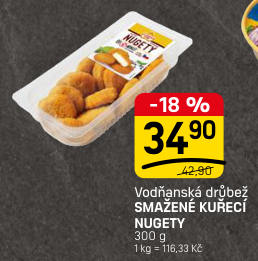 NUGETY
-18 %
34 90
42,90
Vodňanská drůbež
SMAŽENÉ KUŘECÍ
NUGETY
300 g
1 kg = 116,33 Kč